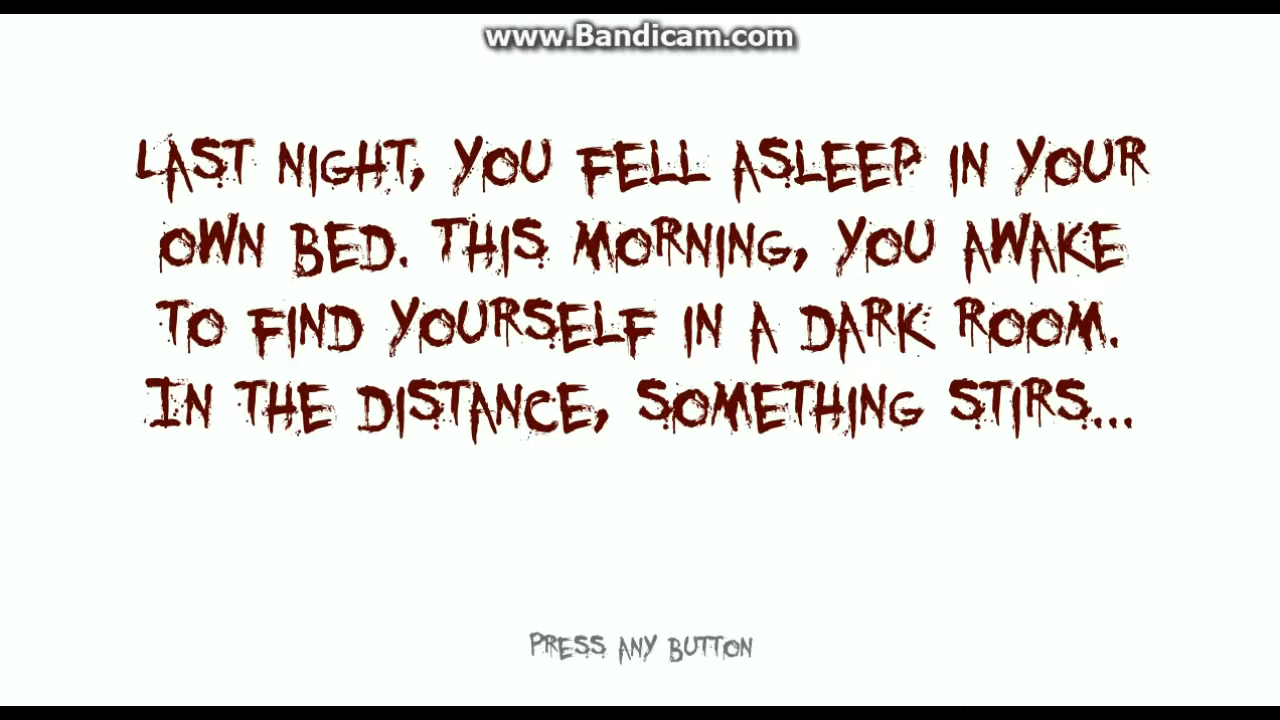 www.Bandicam.com
LAST NIGHT, YOU FELL ASLEEP IN YOUR
OWN BED. THIS MORNING, YOU AWAKE
TO FIND YOURSELF IN A DARK ROOM.
IN THE DISTANCE, SOMETHING STIRS...
PRESS ANY BUTTON